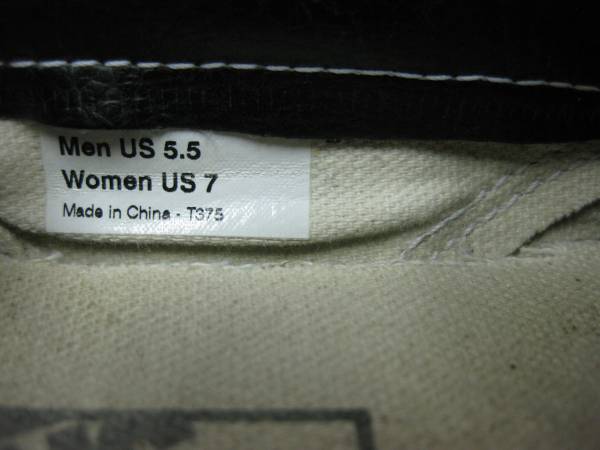 Men US 5.5
Women US 7
Made in China - T375